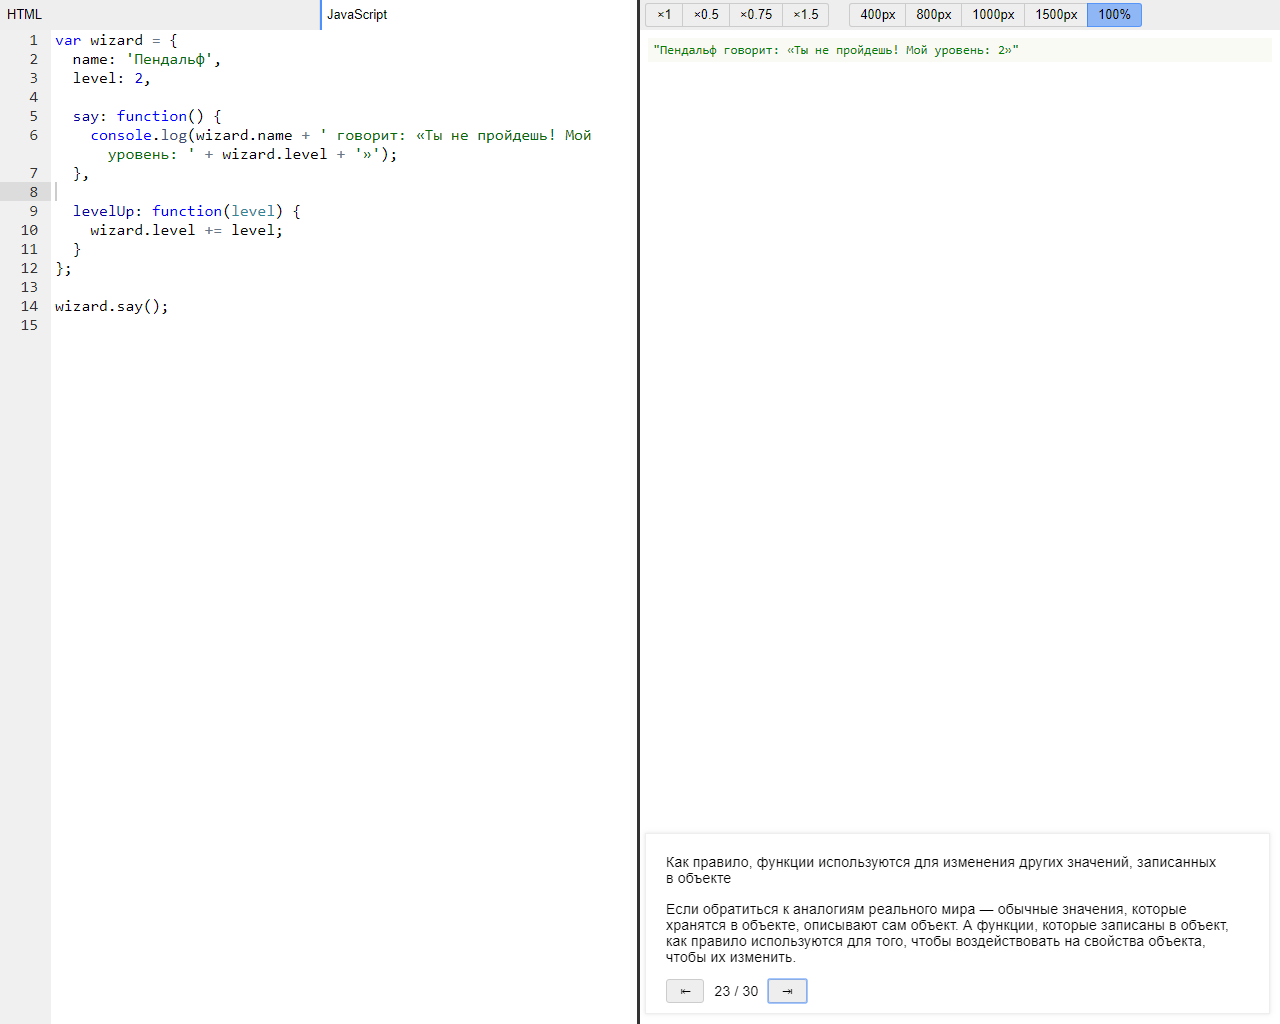 HTML
JavaScript
×1 ×0.5 ×0.75 ×1.5 400px 800px 1000px 1500px 100%
1 var wizard = {
2 name: 'Пендальф',
3 level: 2,
4
5 say: function() {
6 console.log(wizard.name + ' говорит: «Ты не пройдешь! Мой
уровень: ' + wizard.level + '»');
7 },
8
9 levelUp: function(level) {
10 wizard.level += level;
11 }
12 };
13
14 wizard.say();
15
"Пендальф говорит: «Ты не пройдешь! Мой уровень: 2»"
Как правило, функции используются для изменения других значений, записанных
в объекте
Если обратиться к аналогиям реального мира — обычные значения, которые
хранятся в объекте, описывают сам объект. А функции, которые записаны в объект,
как правило используются для того, чтобы воздействовать на свойства объекта,
чтобы их изменить.
⇤ 23 / 30 ⇥